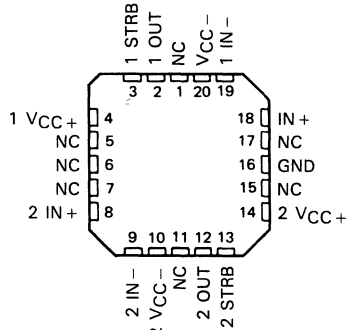 1 STRB
1 OUT
NC
VCC-
1 IN-
3 2 1 20 19
1 VCC+ 4
NC 5
NC 6
NC 7
2 IN+ 8
18 IN+
17 NC
16 GND
15 NC
14 2 VCC+
9 10 11 12 13
2 IN-
2 VCC-
NC
2 OUT
2 STRB